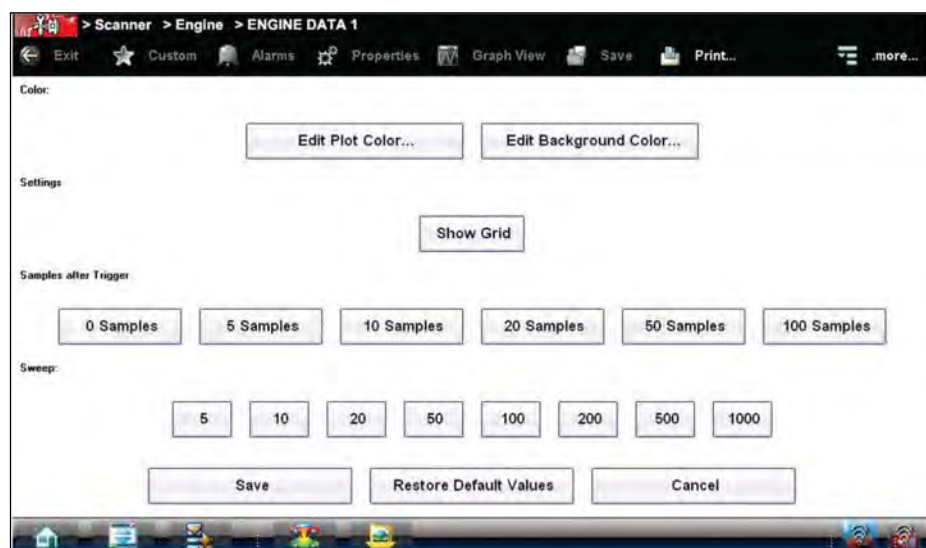 > Scanner > Engine > ENGINE DATA 1
Exit Custom Alarms Properties Graph View Save Print... .more...
Color:
Edit Plot Color... Edit Background Color...
Settings
Show Grid
Samples after Trigger
0 Samples 5 Samples 10 Samples 20 Samples 50 Samples 100 Samples
Sweep:
5 10 20 50 100 200 500 1000
Save Restore Default Values Cancel